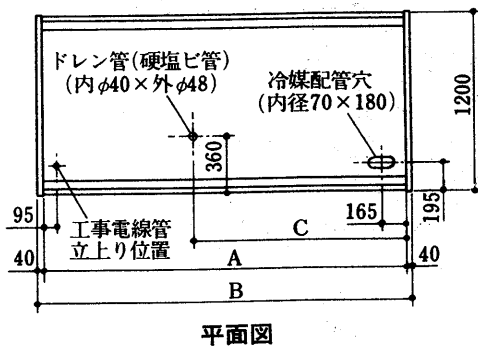 ドレン管(硬塩ビ管)
(内φ40×外φ48)
冷媒配管穴
(内径70×180)
1200
360
195
165
95
工事電線管
立上り位置
C
40
A
40
B
平面図